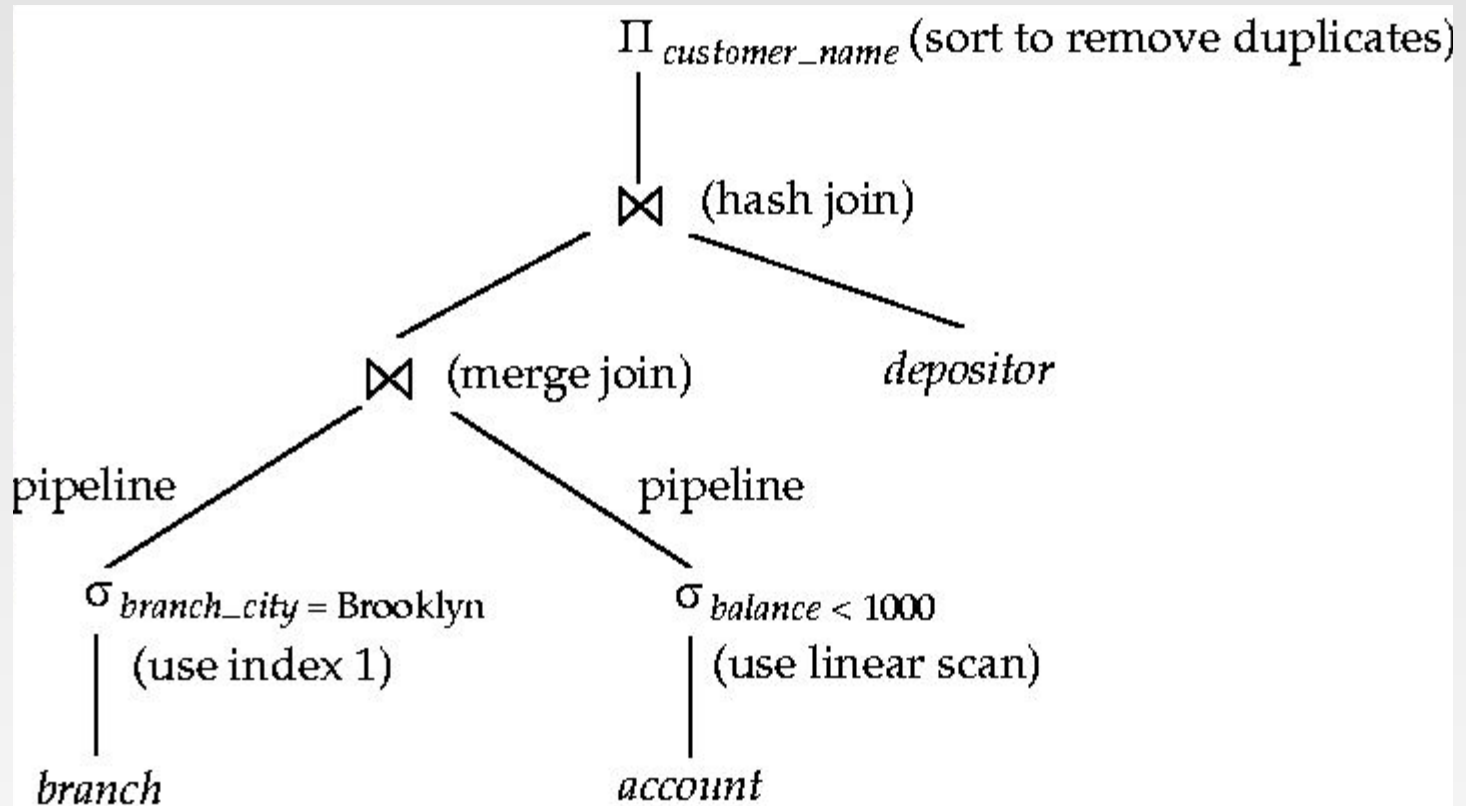 Π customer_name (sort to remove duplicates)
⋈ (hash join)
⋈ (merge join)
depositor
pipeline
pipeline
σ branch_city = Brooklyn
σ balance < 1000
(use index 1)
(use linear scan)
branch
account